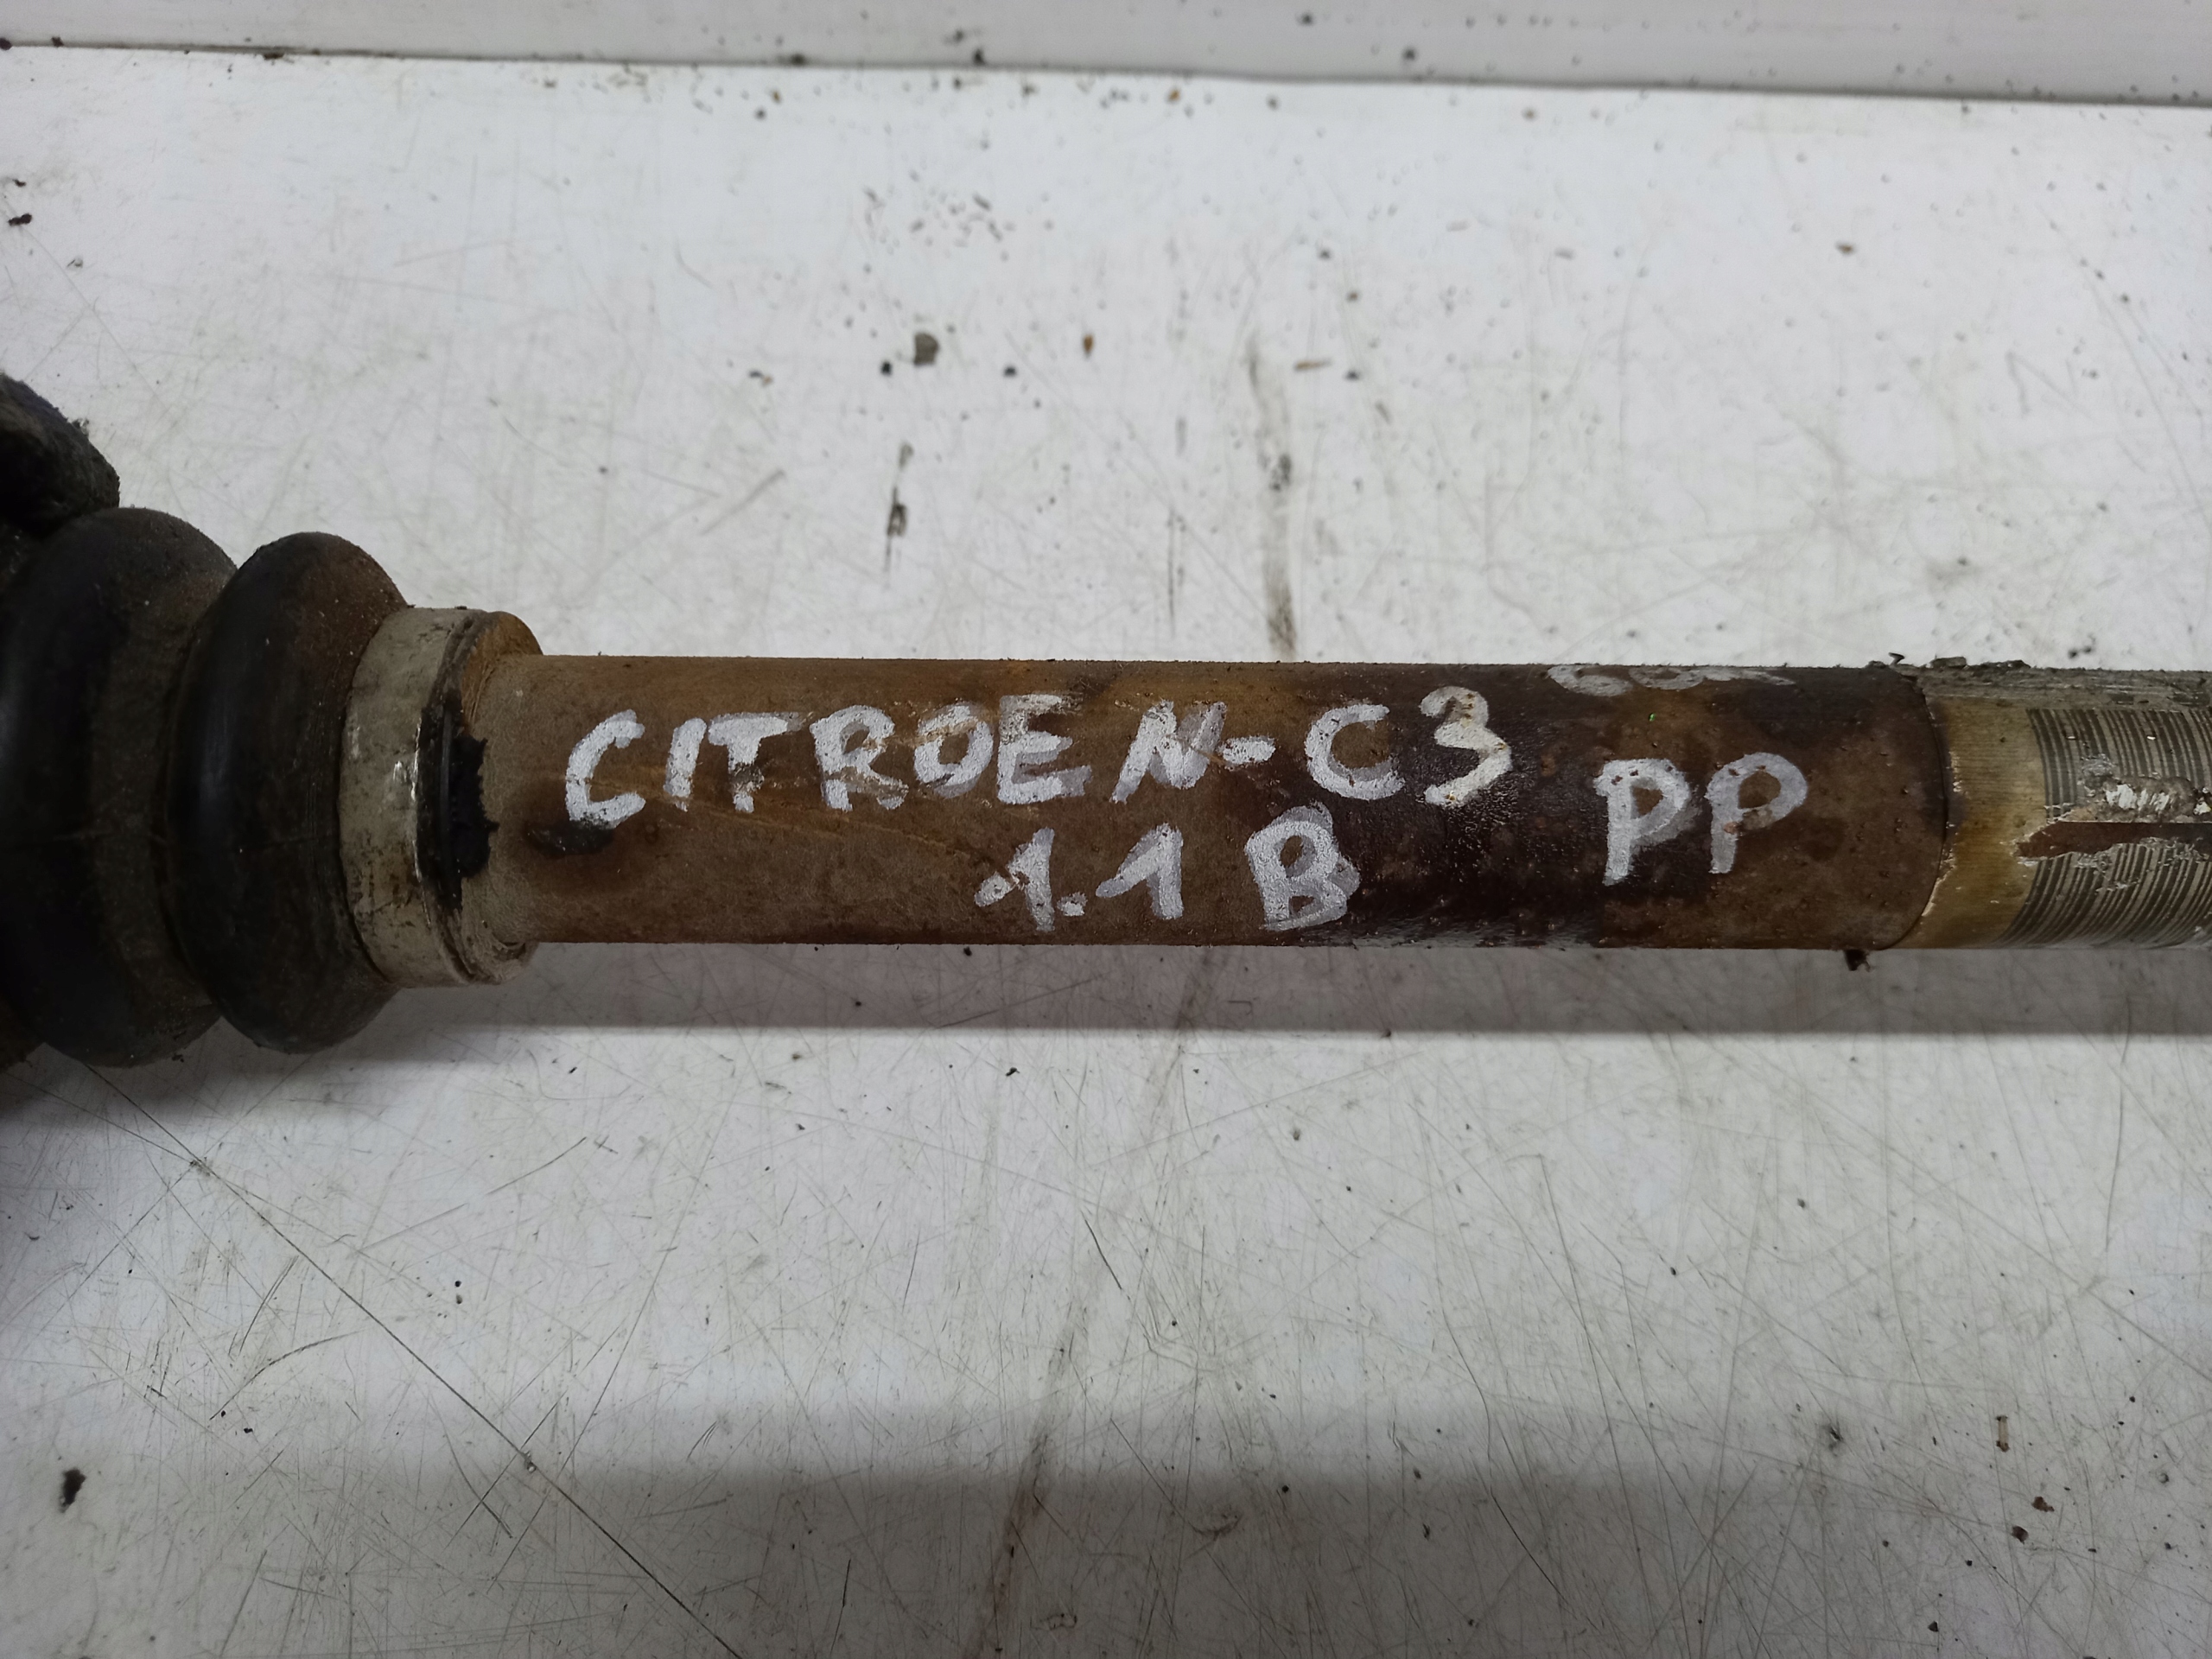 CITROEN-C3
1.1 B
PP